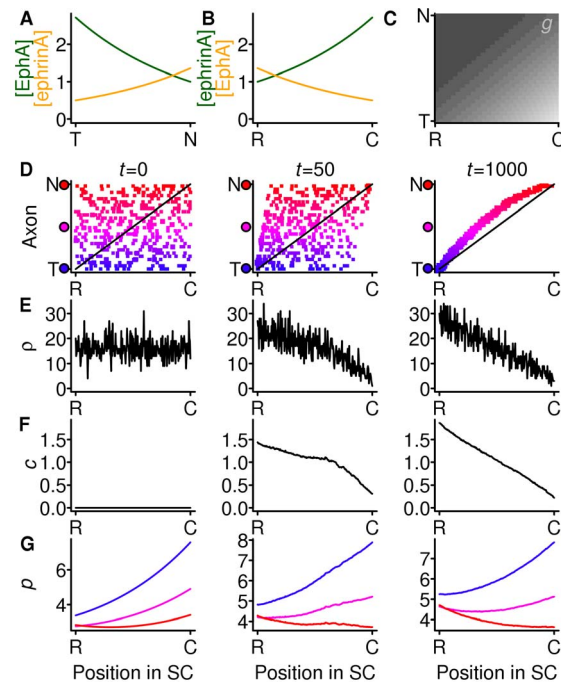 A
B
C
[EphA]
[ephrinA]
2
1
0
T
N
[ephrinA]
[EphA]
2
1
0
R
C
N
T
g
R
C
D
t=0
t=50
t=1000
Axon
N
T
R
C
N
T
R
C
N
T
R
C
E
ρ
30
20
10
0
R
C
30
20
10
0
R
C
30
20
10
0
R
C
F
c
1.5
1.0
0.5
0.0
R
C
1.5
1.0
0.5
0.0
R
C
1.5
1.0
0.5
0.0
R
C
G
p
6
4
R
C
8
7
6
5
4
R
C
7
6
5
4
R
C
Position in SC
Position in SC
Position in SC